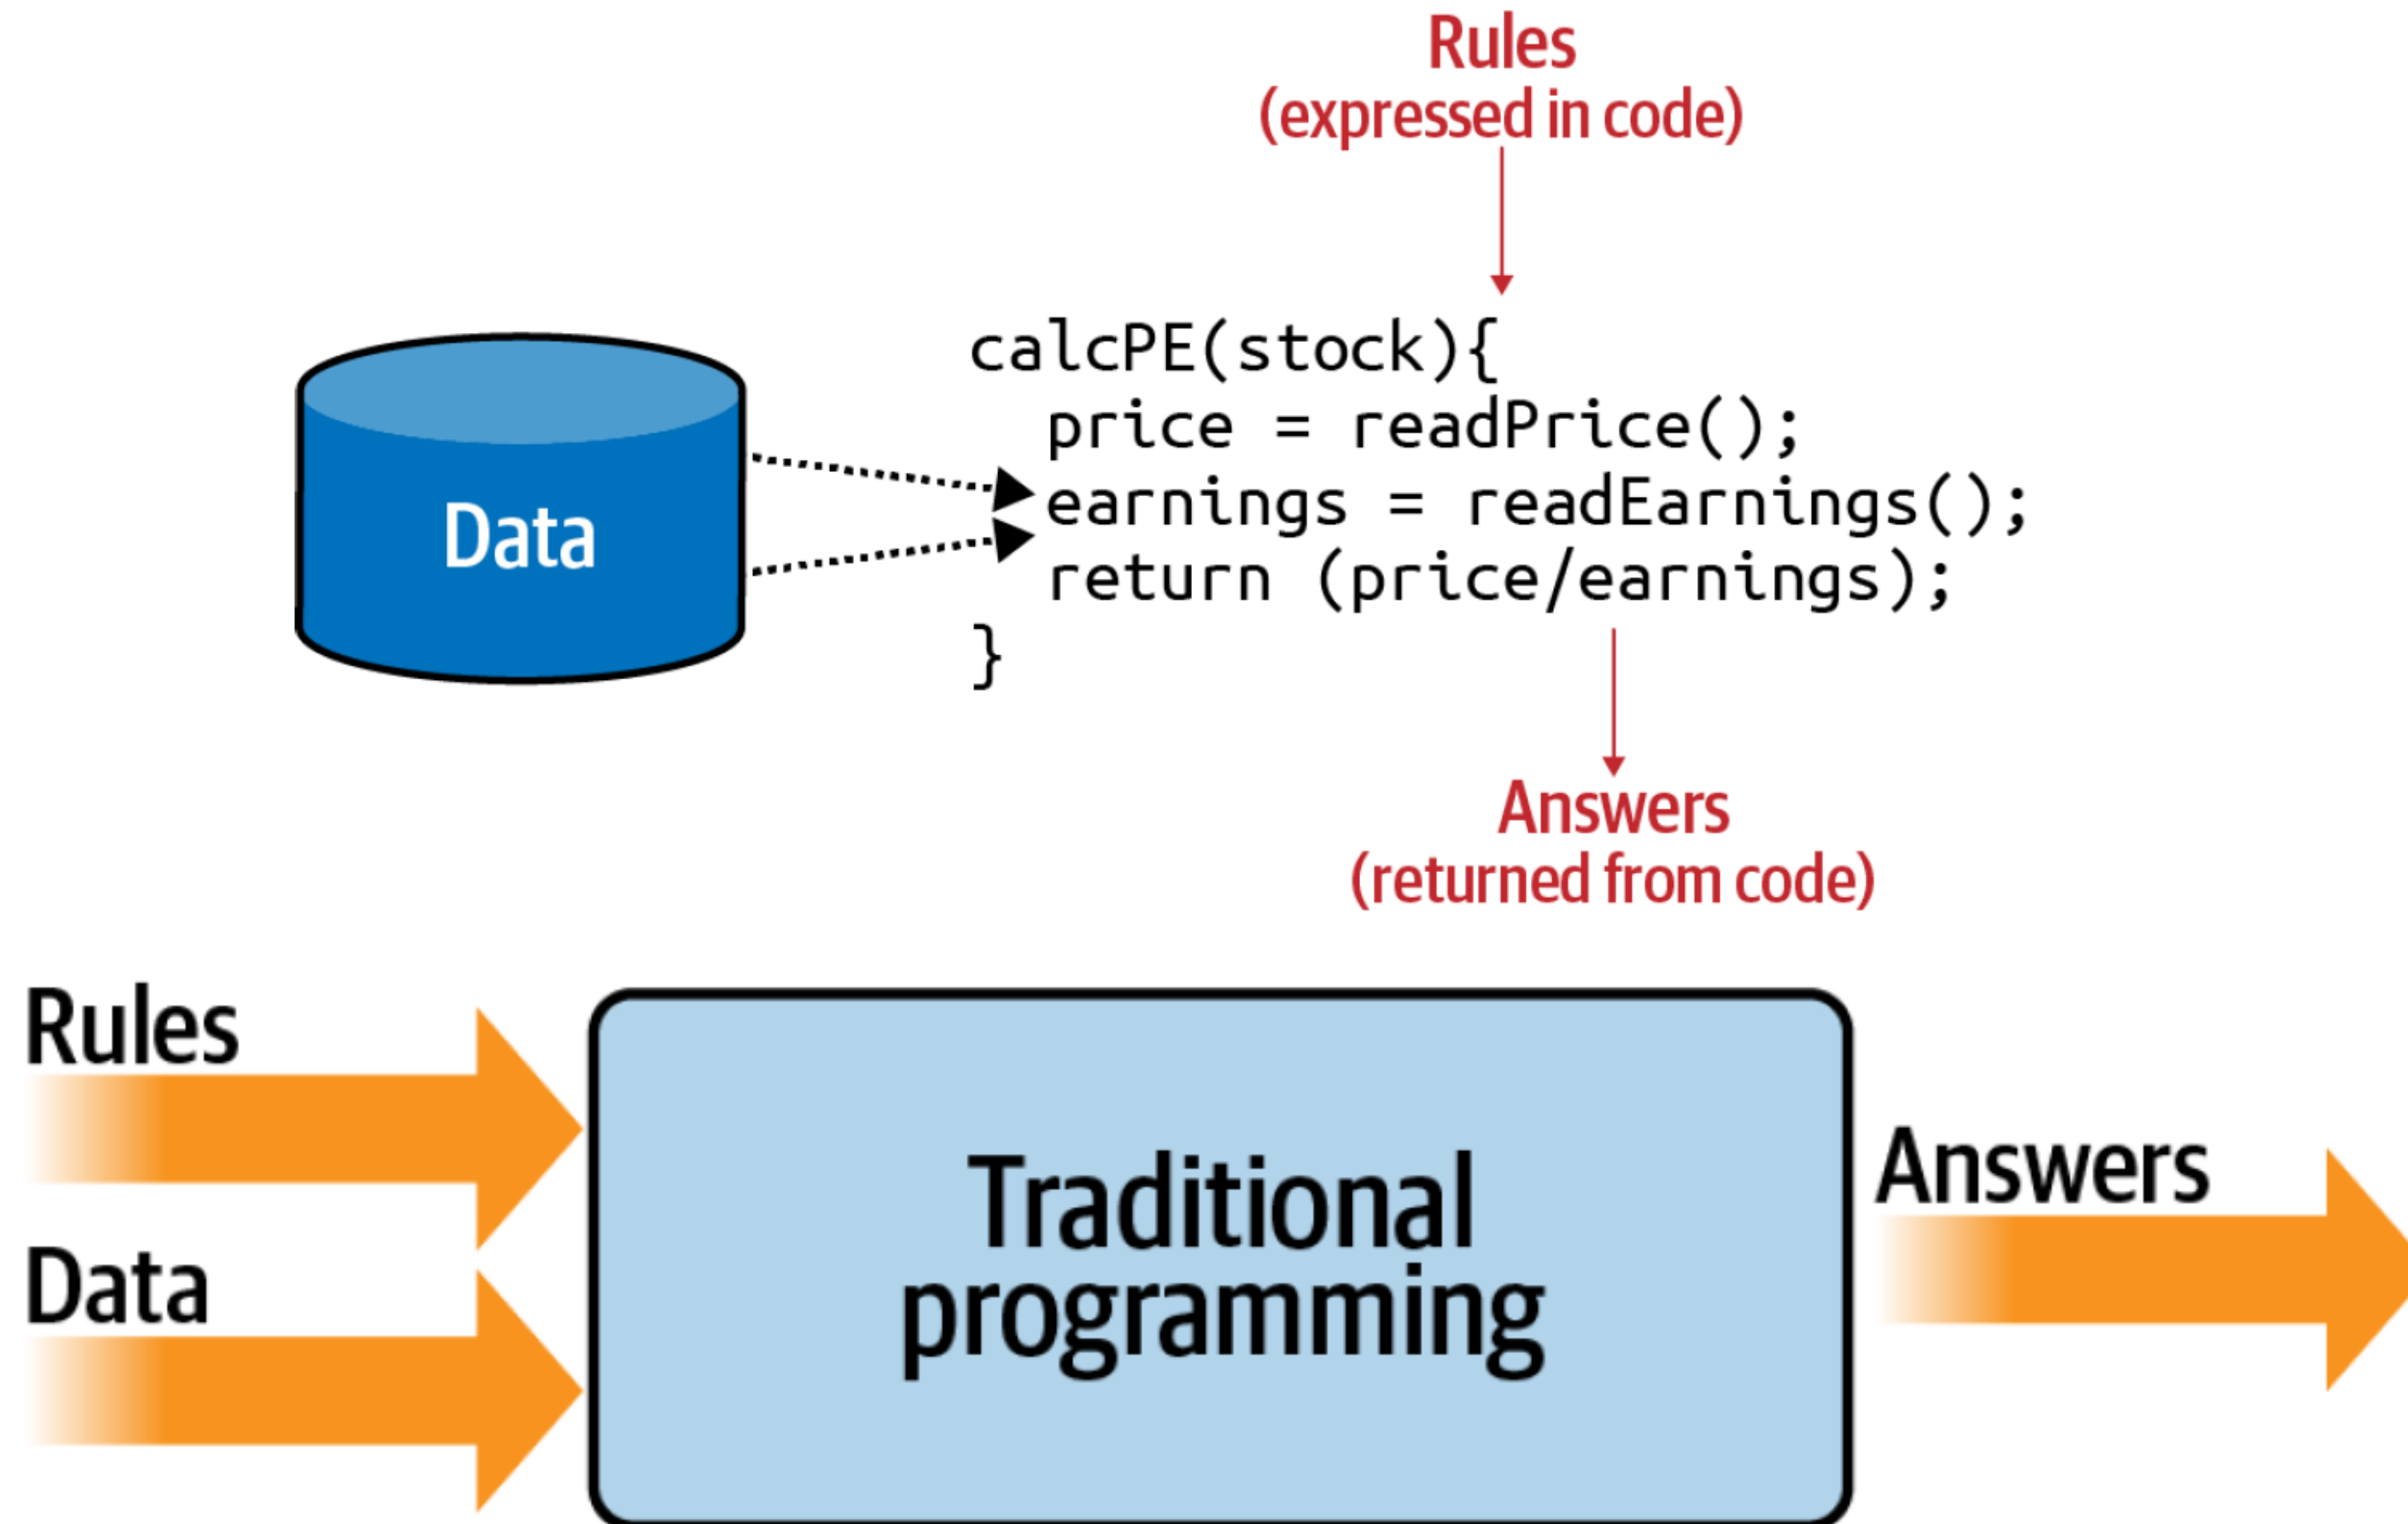 Rules
(expressed in code)
calcPE(stock){
price = readPrice();
Data
earnings = readEarnings();
return (price/earnings);
}
Answers
(returned from code)
Rules
Data
Traditional
programming
Answers